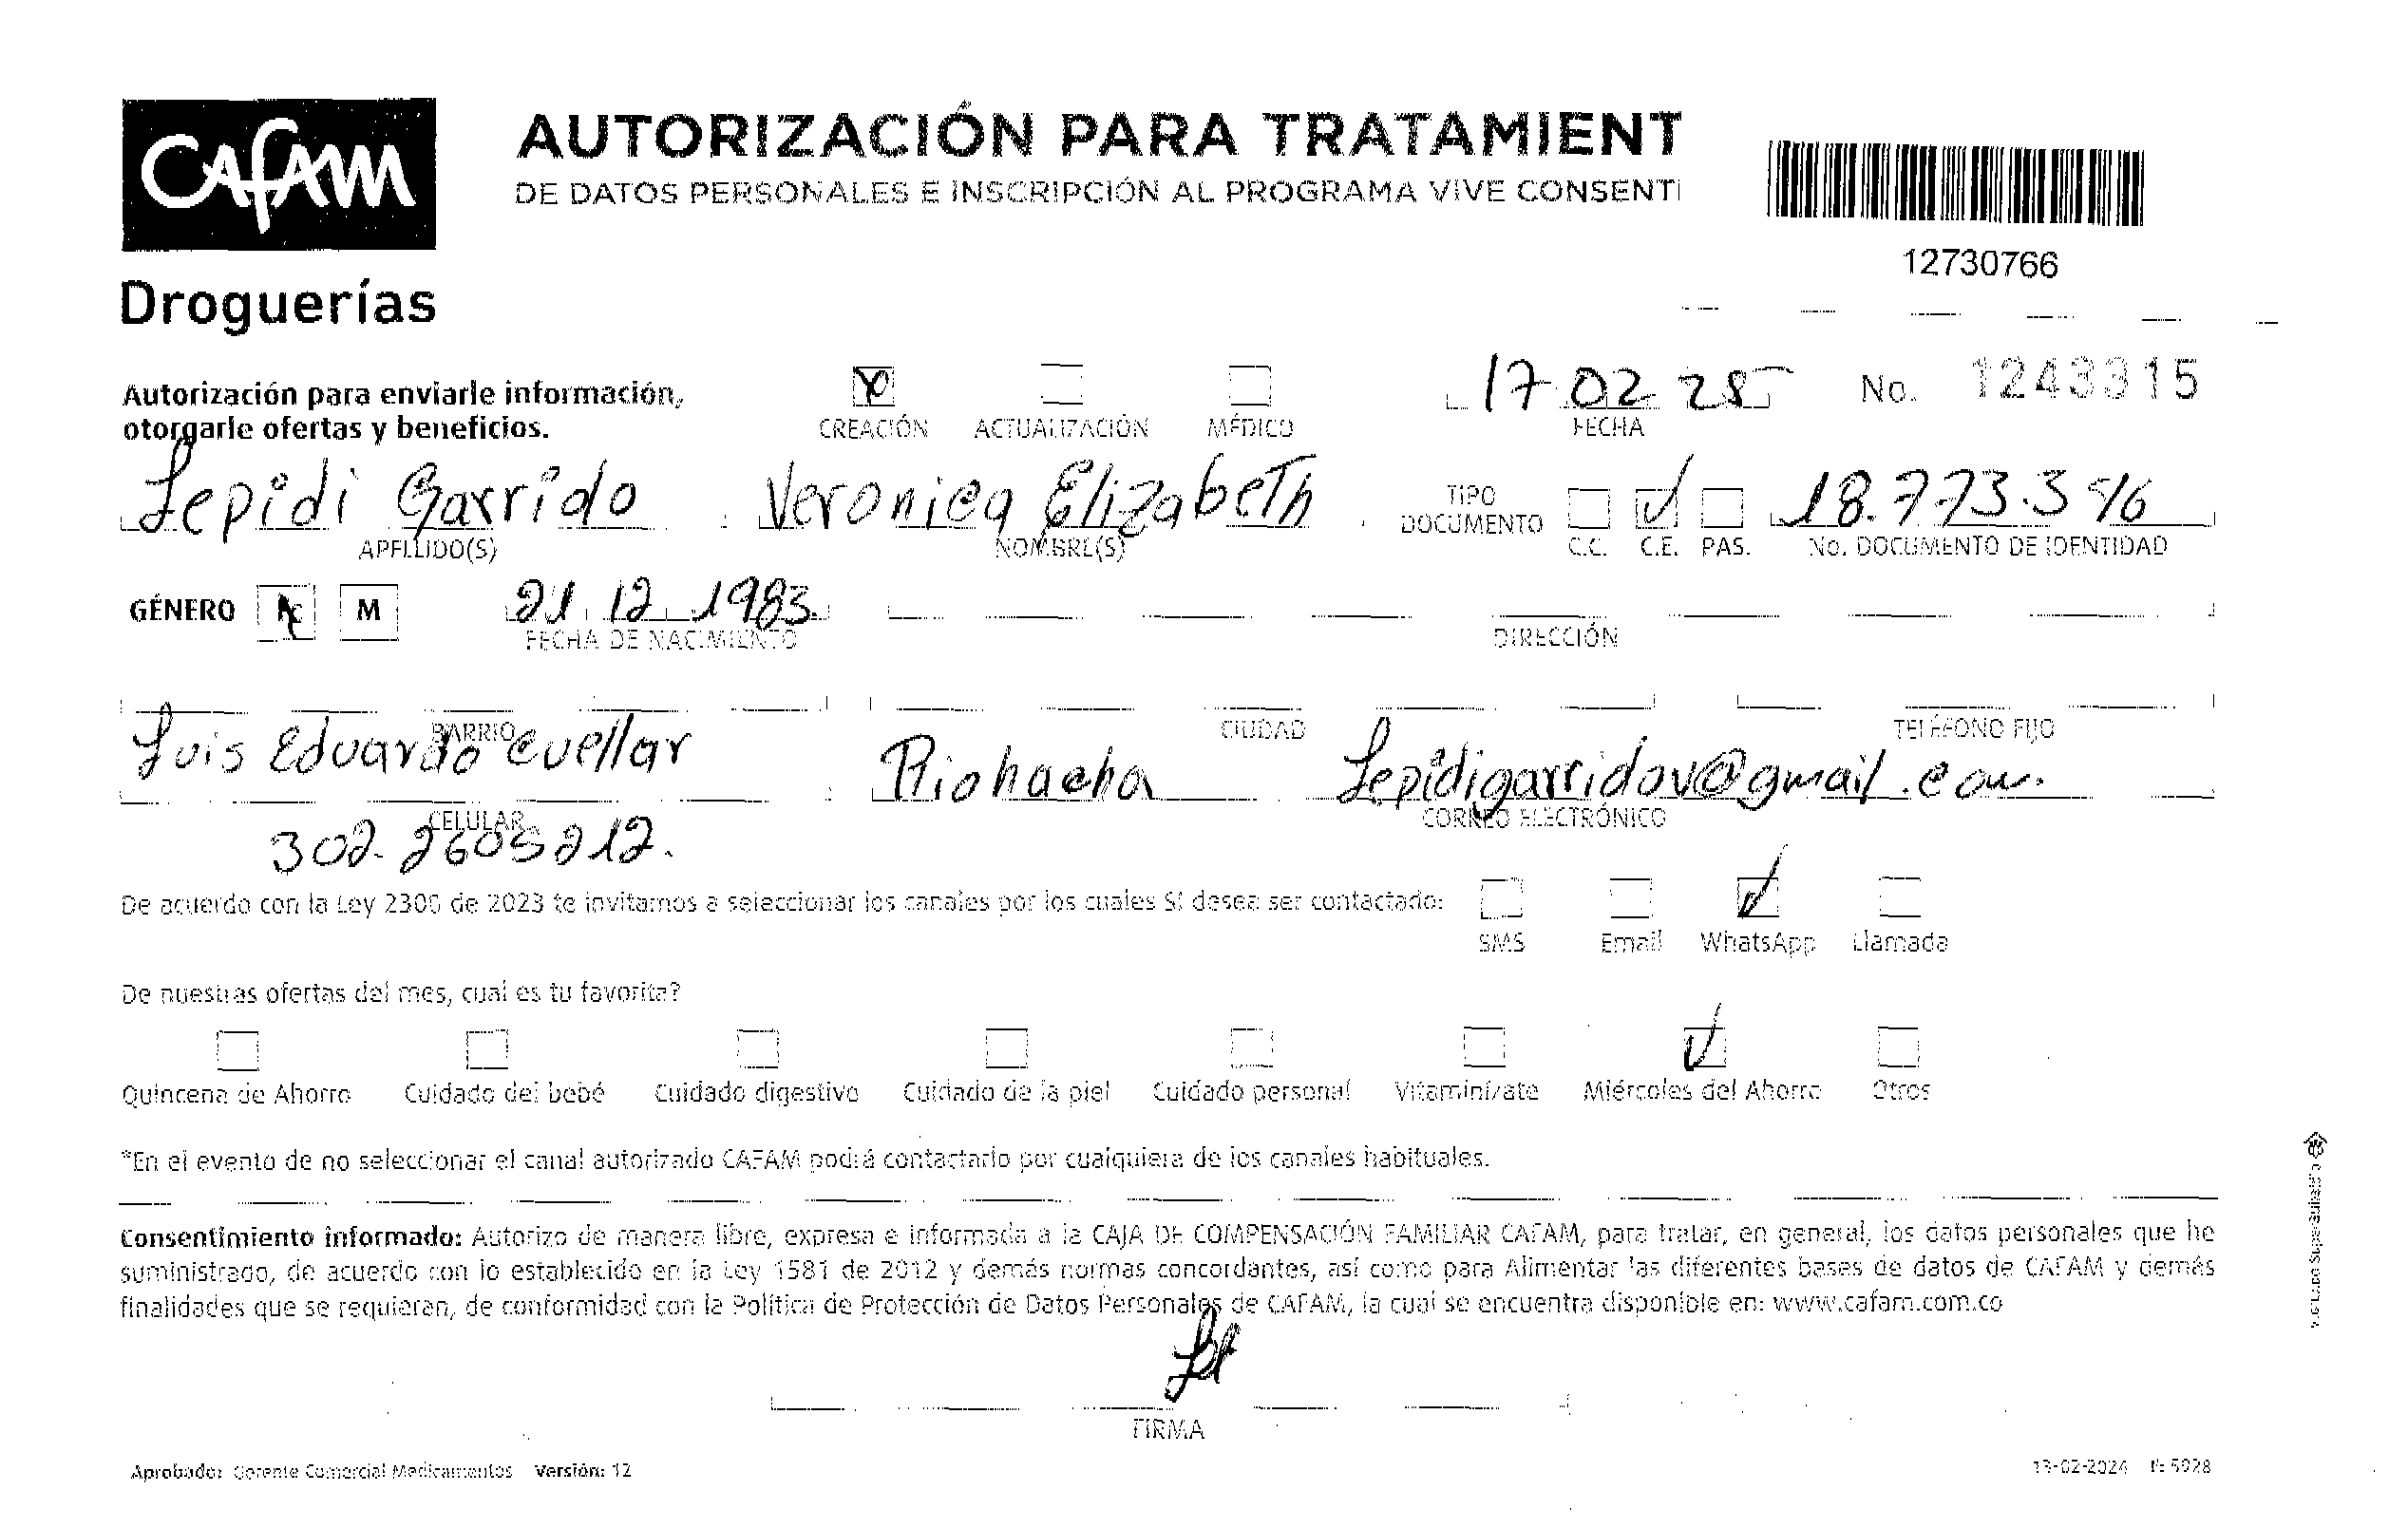 CAFAM
Droguerías
AUTORIZACIÓN PARA TRATAMIENT
DE DATOS PERSONALES E INSCRIPCIÓN AL PROGRAMA VIVE CONSENTI
12730766
Autorización para enviarle información,
otorgarle ofertas y beneficios.
CREACIÓN ACTUALIZACIÓN MÉDICO
17 02 25 FECHA
No. 1243315
Lepidi Garrido Veronica Elizabeth
APELLIDO(S) NOMBRE(S)
TIPO DOCUMENTO C.C. C.E. PAS.
18.773.356
No. DOCUMENTO DE IDENTIDAD
GÉNERO M
21 12 1983
FECHA DE NACIMIENTO DIRECCIÓN
BARRIO CIUDAD TELÉFONO FIJO
Luis Eduardo Cuellar Riohacha Lepidigarridov@gmail.com.
CELULAR CORREO ELECTRÓNICO
302. 2605212.
De acuerdo con la Ley 2300 de 2023 te invitamos a seleccionar los canales por los cuales SÍ desea ser contactado:
SMS Email WhatsApp Llamada
De nuestras ofertas del mes, cual es tu favorita?
Quincena de Ahorro Cuidado del bebé Cuidado digestivo Cuidado de la piel Cuidado personal Vitaminízate Miércoles del Ahorro Otros
*En el evento de no seleccionar el canal autorizado CAFAM podrá contactarlo por cualquiera de los canales habituales.
Consentimiento informado: Autorizo de manera libre, expresa e informada a la CAJA DE COMPENSACIÓN FAMILIAR CAFAM, para tratar, en general, los datos personales que he
suministrado, de acuerdo con lo establecido en la Ley 1581 de 2012 y demás normas concordantes, así como para Alimentar las diferentes bases de datos de CAFAM y demás
finalidades que se requieran, de conformidad con la Política de Protección de Datos Personales de CAFAM, la cual se encuentra disponible en: www.cafam.com.co
FIRMA
Aprobado: Gerente Comercial Medicamentos Versión: 12
13-02-2024 5928